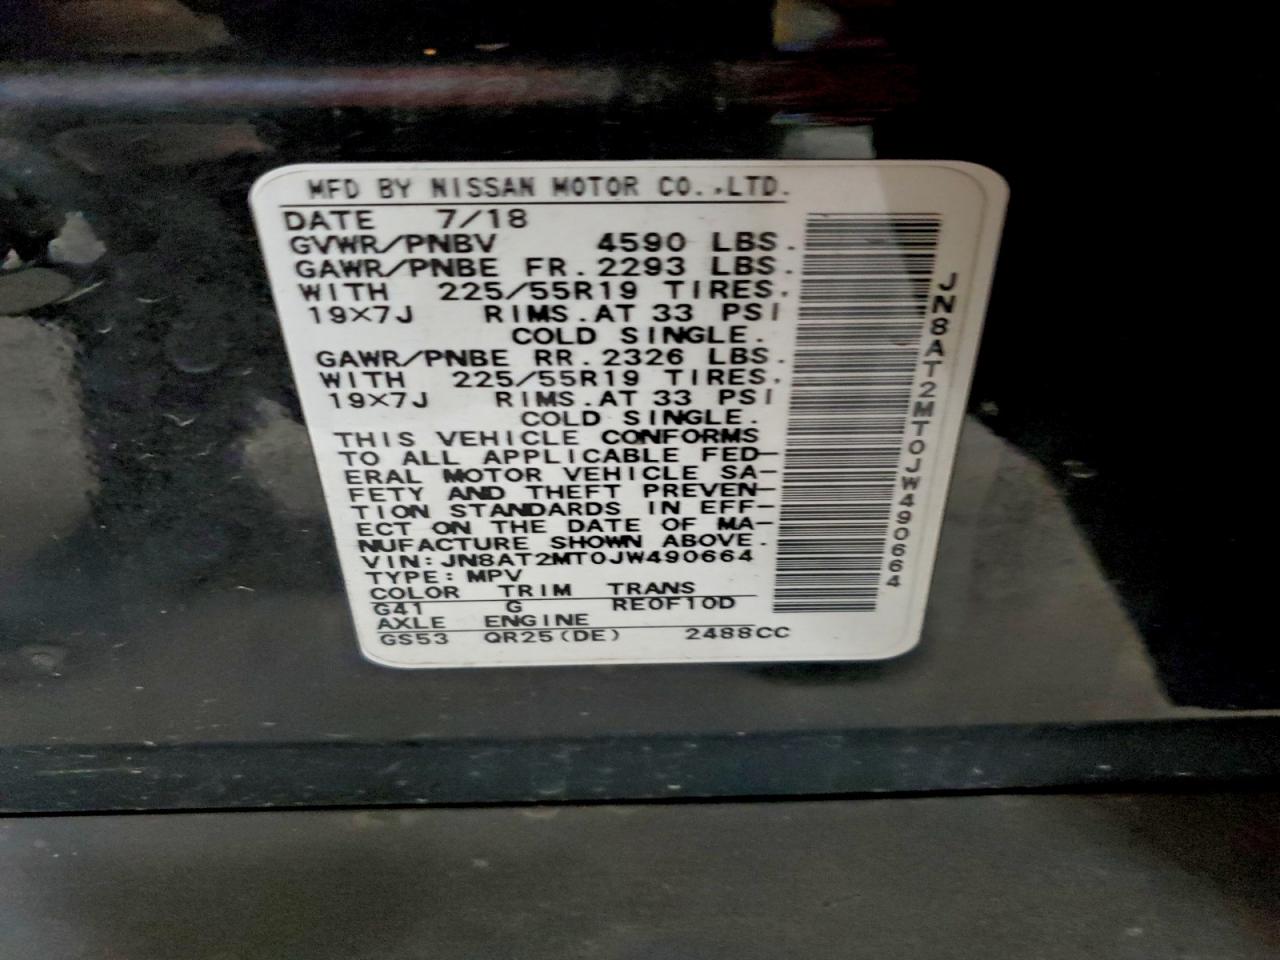 MFD BY NISSAN MOTOR CO.,LTD.
DATE 7/18
GVWR/PNBV 4590 LBS.
GAWR/PNBE FR. 2293 LBS.
WITH 225/55R19 TIRES.
19X7J RIMS.AT 33 PSI
COLD SINGLE.
GAWR/PNBE RR. 2326 LBS.
WITH 225/55R19 TIRES.
19X7J RIMS.AT 33 PSI
COLD SINGLE.
THIS VEHICLE CONFORMS
TO ALL APPLICABLE FED-
ERAL MOTOR VEHICLE SA-
FETY AND THEFT PREVEN-
TION STANDARDS IN EFF-
ECT ON THE DATE OF MA-
NUFACTURE SHOWN ABOVE.
VIN:JN8AT2MT0JW490664
TYPE:MPV
COLOR TRIM TRANS
G41 G RE0F10D
AXLE ENGINE
GS53 QR25(DE) 2488CC
JN8AT2MT0JW490664